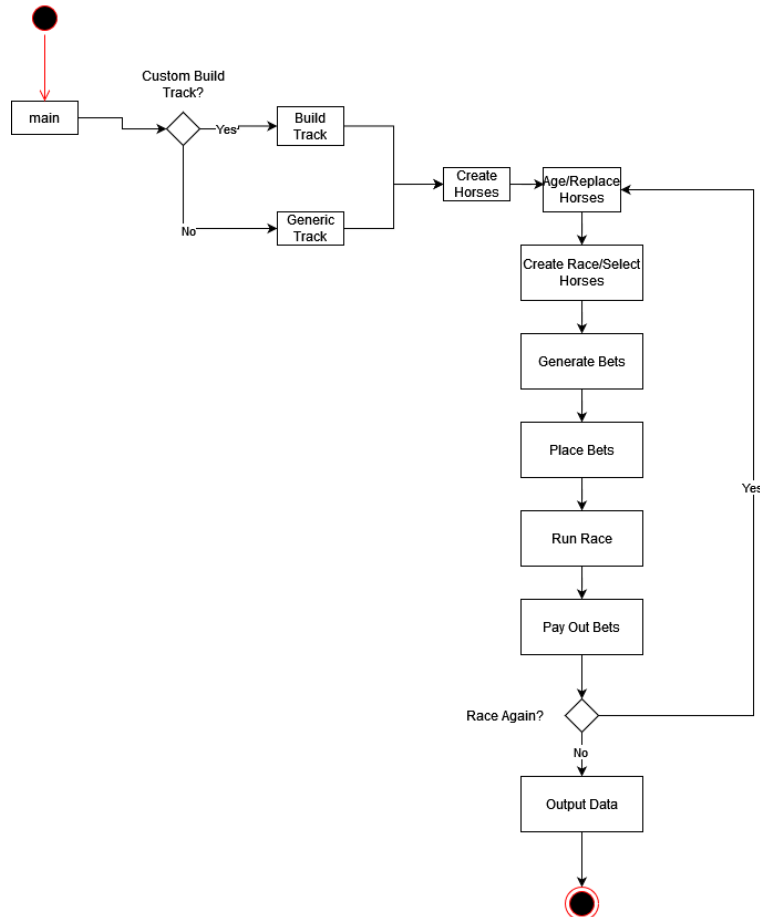 Custom Build
Track?
main
Yes
Build
Track
No
Generic
Track
Create
Horses
Age/Replace
Horses
Create Race/Select
Horses
Generate Bets
Place Bets
Run Race
Pay Out Bets
Race Again?
Yes
No
Output Data